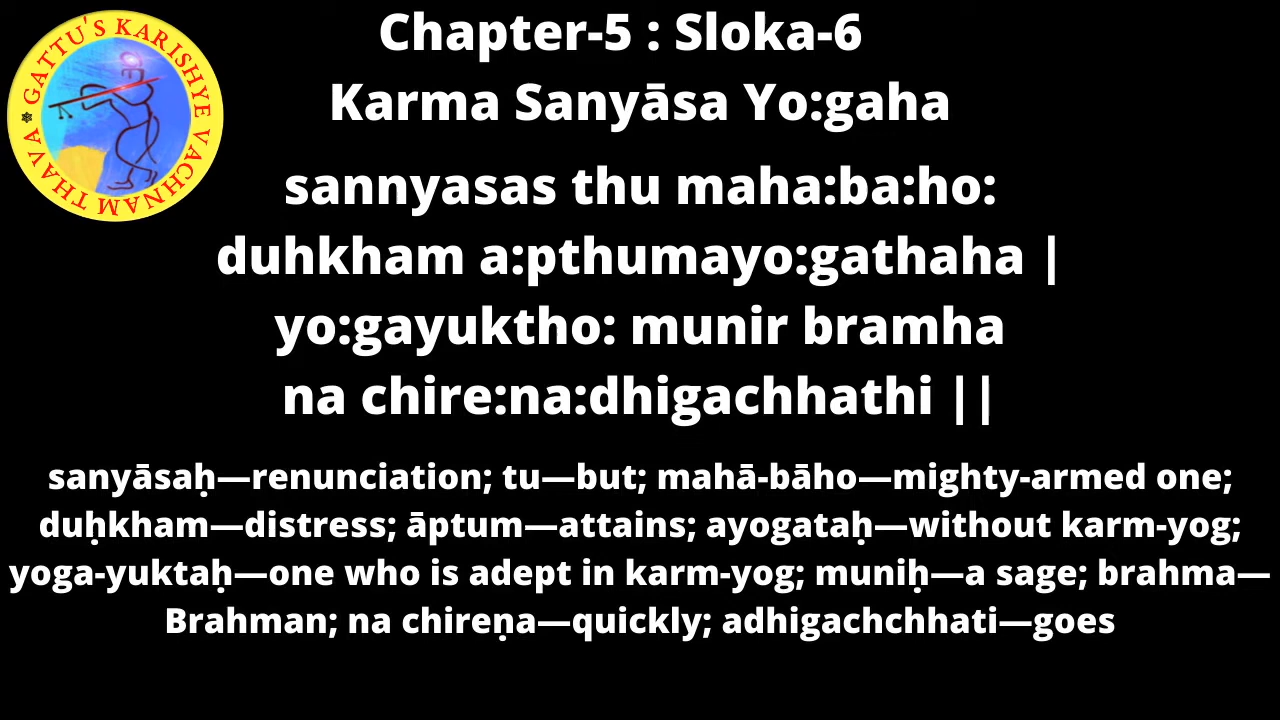 GATTU'S KARISHYE VACHNAM THAVA
Chapter-5 : Sloka-6
Karma Sanyāsa Yo:gaha
sannyasas thu maha:ba:ho:
duhkham a:pthumayo:gathaha |
yo:gayuktho: munir bramha
na chire:na:dhigachhathi ||
sanyāsaḥ—renunciation; tu—but; mahā-bāho—mighty-armed one;
duḥkham—distress; āptum—attains; ayogataḥ—without karm-yog;
yoga-yuktaḥ—one who is adept in karm-yog; muniḥ—a sage; brahma—
Brahman; na chireṇa—quickly; adhigachchhati—goes